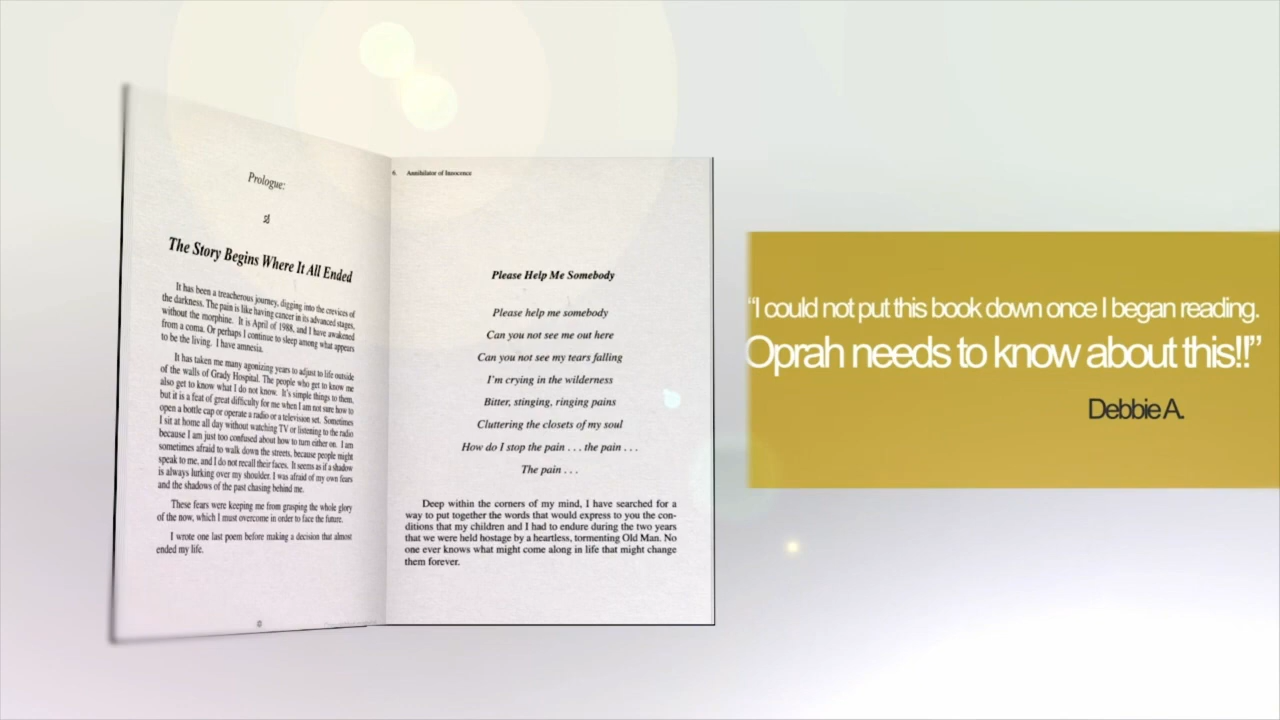 Prologue:
The Story Begins Where It All Ended
It has been a treacherous journey, digging into the crevices of
the darkness. The pain is like having cancer in its advanced stages,
without the morphine. It is April of 1988, and I have awakened
from a coma. Or perhaps I continue to sleep among what appears
to be the living. I have amnesia.
It has taken me many agonizing years to adjust to life outside
of the walls of Grady Hospital. The people who get to know me
also get to know what I do not know. It's simple things to them,
but it is a feat of great difficulty for me when I am not sure how to
open a bottle cap or operate a radio or a television set. Sometimes
I sit at home all day without watching TV or listening to the radio
because I am just too confused about how to turn either on. I am
sometimes afraid to walk down the streets, because people might
speak to me, and I do not recall their faces. It seems as if a shadow
is always lurking over my shoulder. I was afraid of my own fears
and the shadows of the past chasing behind me.
These fears were keeping me from grasping the whole glory
of the now, which I must overcome in order to face the future.
I wrote one last poem before making a decision that almost
ended my life.
6. Annihilator of Innocence
Please Help Me Somebody
Please help me somebody
Can you not see me out here
Can you not see my tears falling
I'm crying in the wilderness
Bitter, stinging, ringing pains
Cluttering the closets of my soul
How do I stop the pain . . . the pain . . .
The pain . . .
Deep within the corners of my mind, I have searched for a
way to put together the words that would express to you the con-
ditions that my children and I had to endure during the two years
that we were held hostage by a heartless, tormenting Old Man. No
one ever knows what might come along in life that might change
them forever.
“I could not put this book down once I began reading.
Oprah needs to know about this!!”
Debbie A.